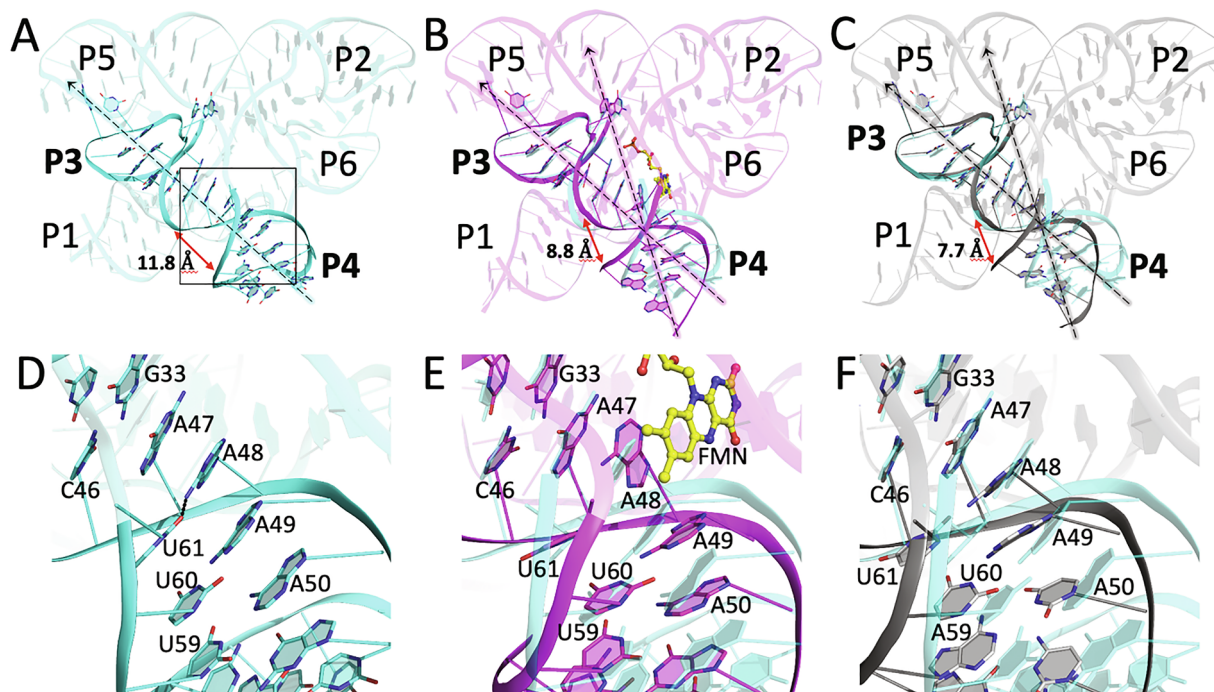 A
P5
P2
P3
P6
P1
11.8 Å
P4
B
P5
P2
P3
P6
P1
8.8 Å
P4
C
P5
P2
P3
P6
P1
7.7 Å
P4
D
G33
A47
A48
C46
A49
U61
U60
A50
U59
E
G33
A47
FMN
C46
A48
A49
U61
U60
A50
U59
F
G33
A47
A48
C46
A49
U61
U60
A50
A59